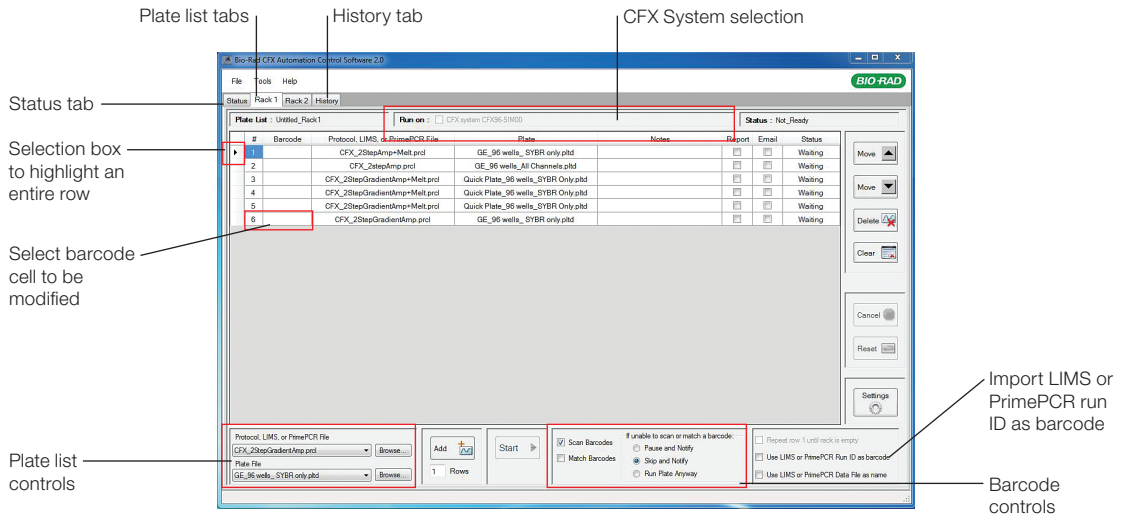 Plate list tabs
History tab
CFX System selection
Status tab
Selection box
to highlight an
entire row
Select barcode
cell to be
modified
Plate list
controls
Import LIMS or
PrimePCR run
ID as barcode
Barcode
controls
Bio-Rad CFX Automation Control Software 2.0
File Tools Help
BIO-RAD
Status Rack 1 Rack 2 History
Plate List : Untitled_Rack1 Run on : CFX system CFX96-SIM00 Status : Not_Ready
# Barcode Protocol, LIMS, or PrimePCR File Plate Notes Report Email Status
1 CFX_2StepAmp+Melt.prcl GE_96 wells_ SYBR only.pltd Waiting
2 CFX_2stepAmp.prcl GE_96 wells_All Channels.pltd Waiting
3 CFX_2StepGradientAmp+Melt.prcl Quick Plate_96 wells_SYBR Only.pltd Waiting
4 CFX_2StepGradientAmp+Melt.prcl Quick Plate_96 wells_SYBR Only.pltd Waiting
5 CFX_2StepGradientAmp+Melt.prcl Quick Plate_96 wells_SYBR Only.pltd Waiting
6 CFX_2StepGradientAmp.prcl GE_96 wells_ SYBR only.pltd Waiting
Move
Move
Delete
Clear
Cancel
Reset
Settings
Protocol, LIMS, or PrimePCR File
CFX_2StepGradientAmp.prcl Browse...
Plate File
GE_96 wells_ SYBR only.pltd Browse...
Add
1 Rows
Start
Scan Barcodes
Match Barcodes
If unable to scan or match a barcode:
Pause and Notify
Skip and Notify
Run Plate Anyway
Repeat row 1 until rack is empty
Use LIMS or PrimePCR Run ID as barcode
Use LIMS or PrimePCR Data File as name